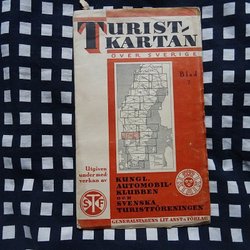 TURIST-
KARTAN
ÖVER SVERIGE
Blad
Utgiven
under med
verkan av
KUNGL.
AUTOMOBIL-
KLUBBEN
OCH
SVENSKA
TURISTFÖRENINGEN
STF
GENERALSTABENS LIT. ANST:S FÖRLAG